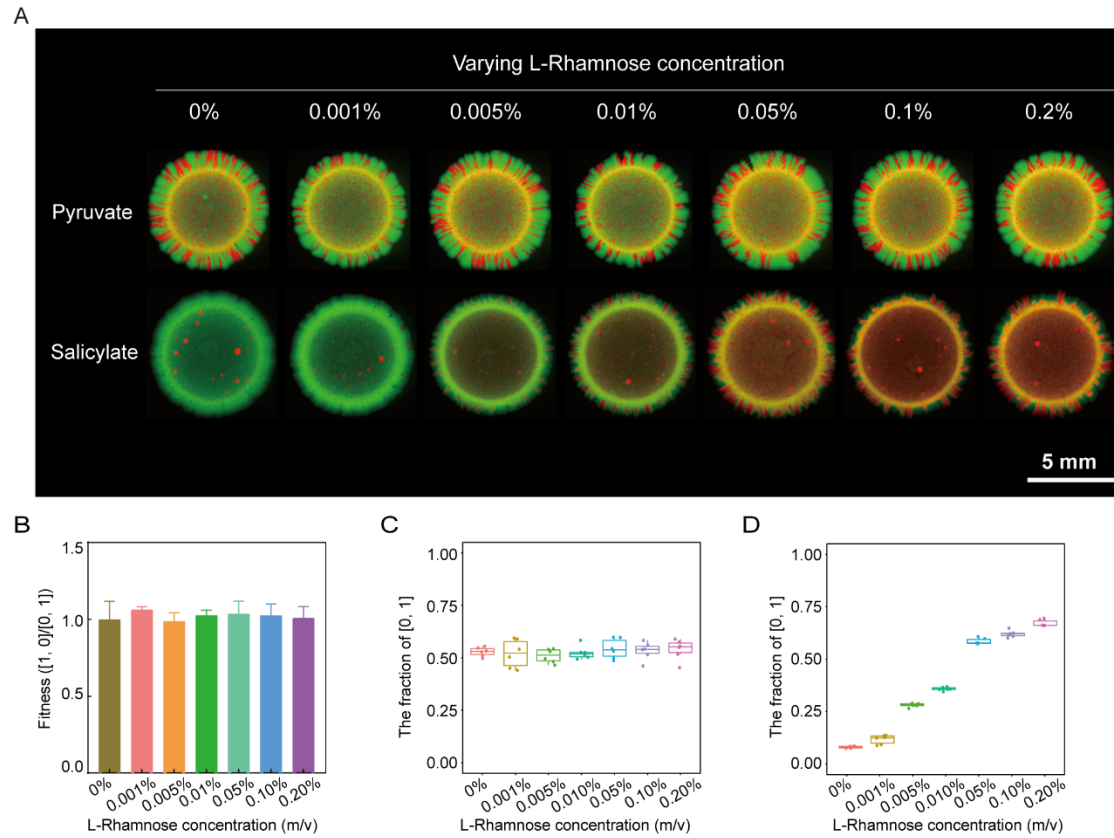 A
Varying L-Rhamnose concentration
0% 0.001% 0.005% 0.01% 0.05% 0.1% 0.2%
Pyruvate
Salicylate
5 mm
B
Fitness ([1, 0]/[0, 1])
1.5
1.0
0.5
0.0
0% 0.001% 0.005% 0.01% 0.05% 0.10% 0.20%
L-Rhamnose concentration (m/v)
C
The fraction of [0, 1]
1.00
0.75
0.50
0.25
0.00
0% 0.001% 0.005% 0.010% 0.05% 0.10% 0.20%
L-Rhamnose concentration (m/v)
D
The fraction of [0, 1]
1.00
0.75
0.50
0.25
0.00
0% 0.001% 0.005% 0.010% 0.05% 0.10% 0.20%
L-Rhamnose concentration (m/v)